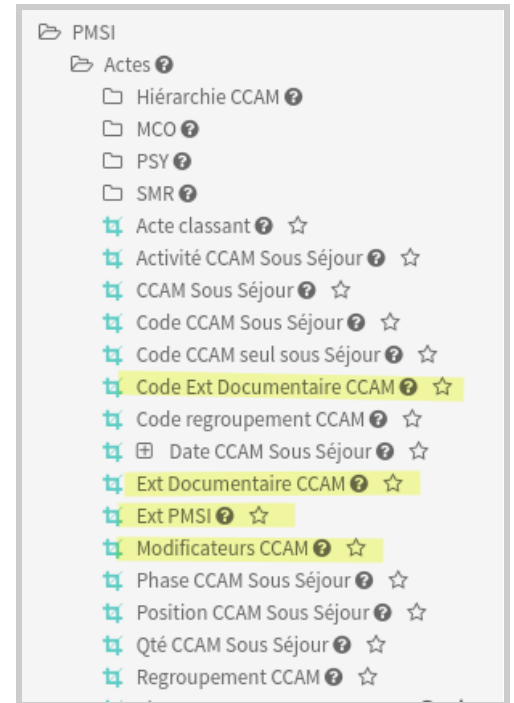 PMSI
Actes ?
Hiérarchie CCAM ?
MCO ?
PSY ?
SMR ?
Acte classant ?
Activité CCAM Sous Séjour ?
CCAM Sous Séjour ?
Code CCAM Sous Séjour ?
Code CCAM seul sous Séjour ?
Code Ext Documentaire CCAM ?
Code regroupement CCAM ?
Date CCAM Sous Séjour ?
Ext Documentaire CCAM ?
Ext PMSI ?
Modificateurs CCAM ?
Phase CCAM Sous Séjour ?
Position CCAM Sous Séjour ?
Qté CCAM Sous Séjour ?
Regroupement CCAM ?